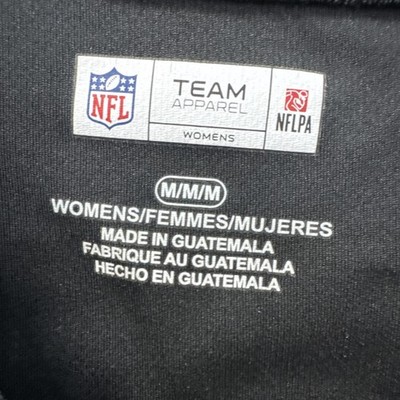 NFL
TEAM
APPAREL
WOMENS
NFLPA
M/M/M
WOMENS/FEMMES/MUJERES
MADE IN GUATEMALA
FABRIQUE AU GUATEMALA
HECHO EN GUATEMALA